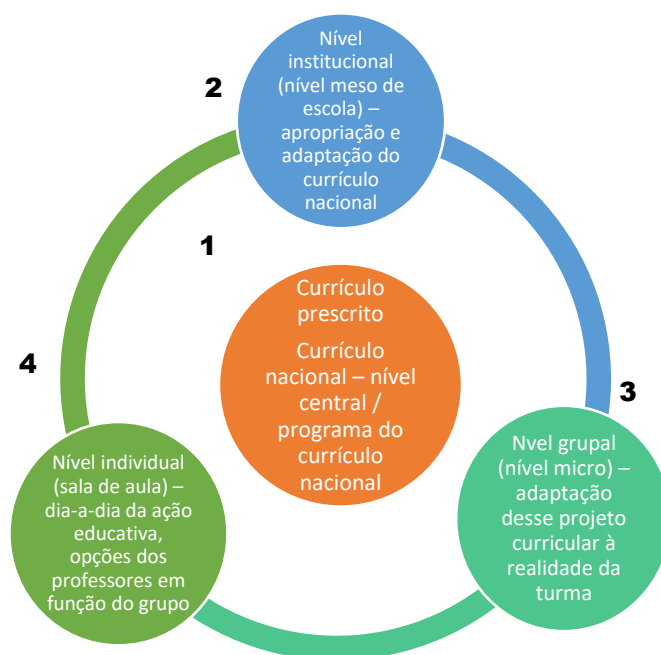 2
Nível
institucional
(nível meso de
escola) –
apropriação e
adaptação do
currículo
nacional
1
Currículo
prescrito
Currículo
nacional – nível
central /
programa do
currículo
nacional
3
Nvel grupal
(nível micro) –
adaptação
desse projeto
curricular à
realidade da
turma
4
Nível individual
(sala de aula) –
dia-a-dia da ação
educativa,
opções dos
professores em
função do grupo